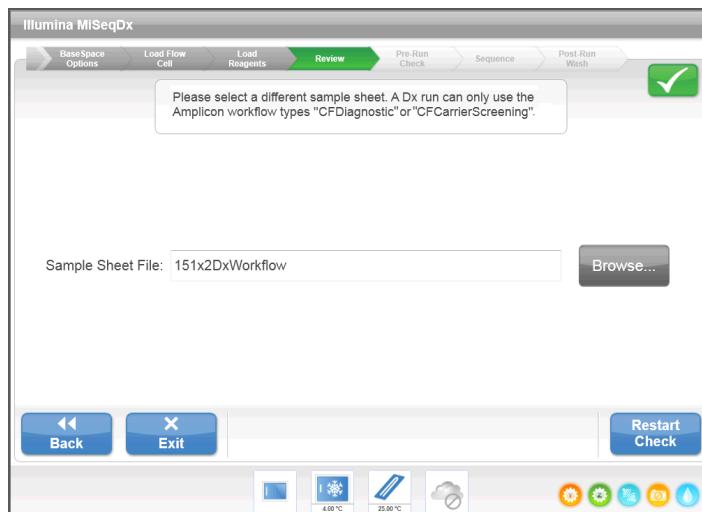 Illumina MiSeqDx
BaseSpace
Options
Load Flow
Cell
Load
Reagents
Review
Pre-Run
Check
Sequence
Post-Run
Wash
Please select a different sample sheet. A Dx run can only use the
Amplicon workflow types "CFDiagnostic" or "CFCarrierScreening".
Sample Sheet File: 151x2DxWorkflow Browse...
Back
Exit
Restart
Check
4.00 °C
25.00 °C